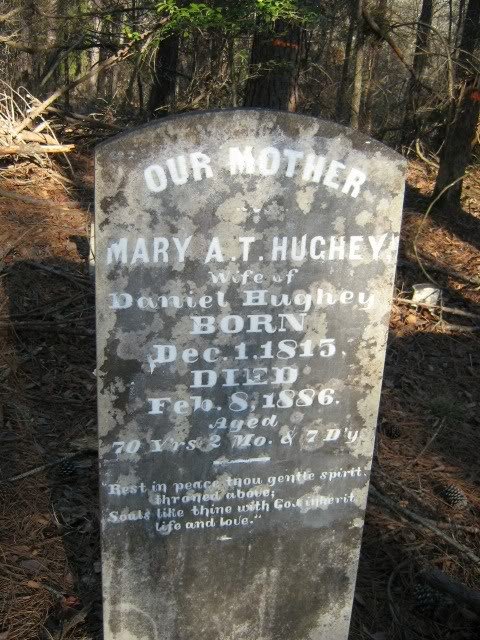 OUR MOTHER
MARY A.T. HUGHEY,
Wife of
Daniel Hughey
BORN
Dec. 1, 1815.
DIED
Feb. 8, 1886.
Aged
70 Yrs 2 Mo. & 7 D'y
"Rest in peace thou gentle spirit
throned above;
Souls like thine with God inherit
life and love."